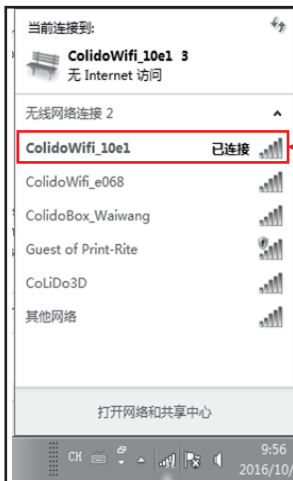 当前连接到:
ColidoWifi_10e1 3
无 Internet 访问
无线网络连接 2
ColidoWifi_10e1 已连接
ColidoWifi_e068
ColidoBox_Waiwang
Guest of Print-Rite
CoLiDo3D
其他网络
打开网络和共享中心
CH
9:56
2016/10/